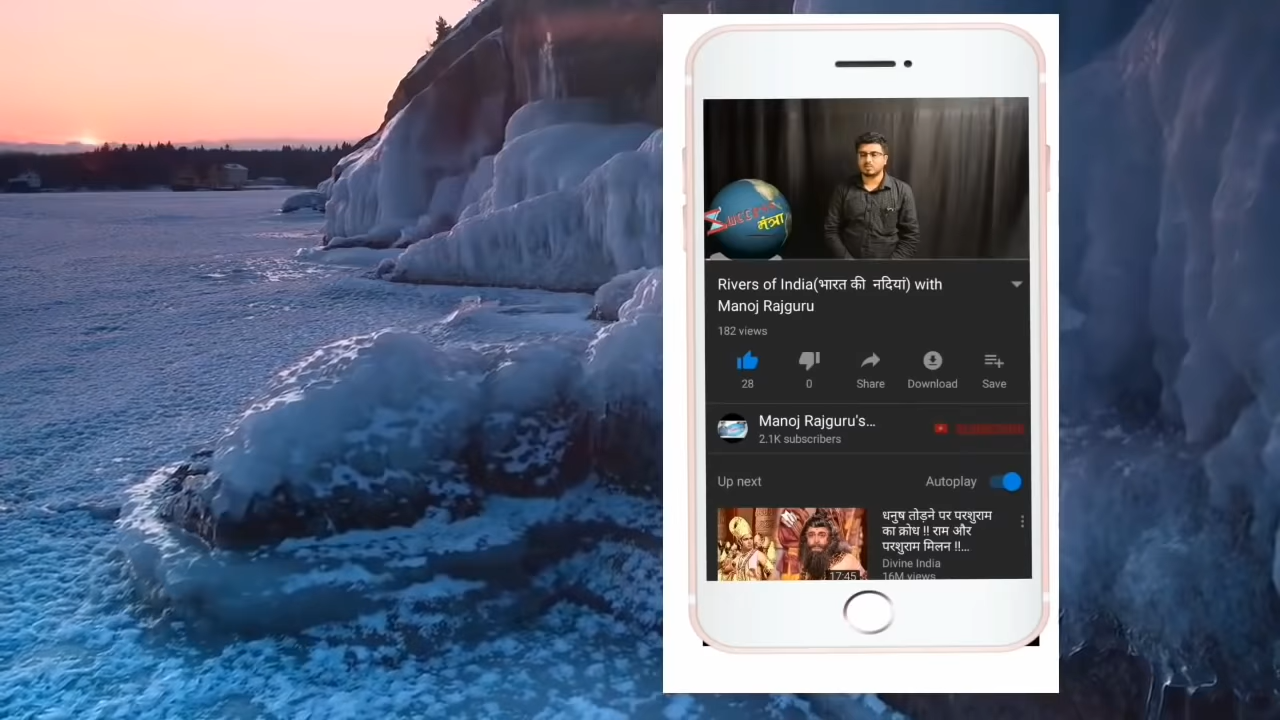 Success
मंत्रा
Rivers of India(भारत की नदियां) with
Manoj Rajguru
182 views
28
0
Share
Download
Save
Manoj Rajguru's...
2.1K subscribers
Up next
Autoplay
धनुष तोड़ने पर परशुराम
का क्रोध !! राम और
परशुराम मिलन !!...
Divine India
16M views
17:45